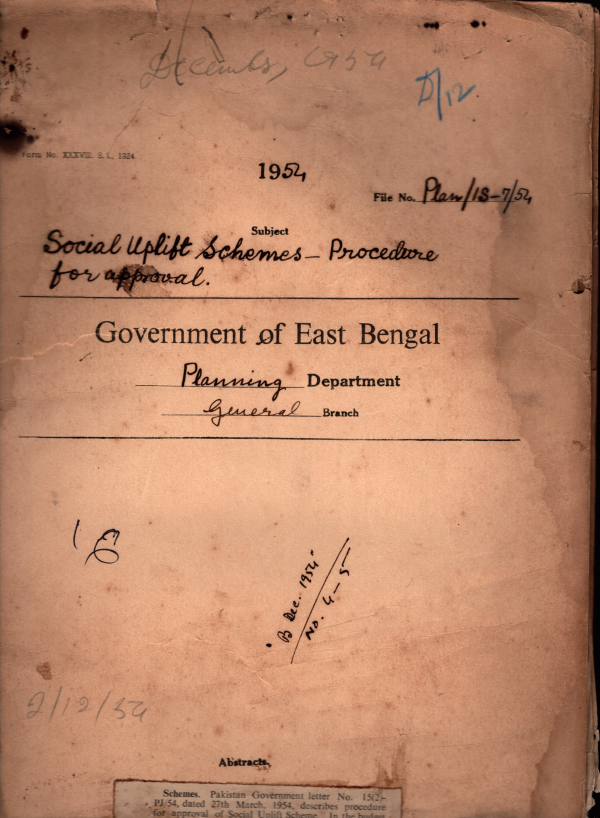 December, 1954
D/12.
Form No. XXXVIII. S. I., 1924.
1954
File No. Plan/1S-7/54
Subject
Social Uplift Schemes – Procedure
for approval.
Government of East Bengal
Planning Department
General Branch
"B Dec. 1954"
No. 4-5
2/12/54
Abstracts.
Schemes. Pakistan Government letter No. 15(2)-
PJ/54, dated 27th March, 1954, describes procedure
for approval of Social Uplift Scheme." In the budget